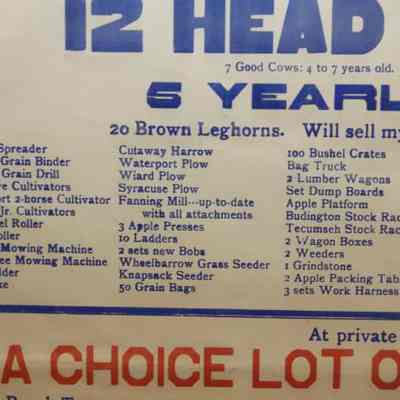 12 HEAD
7 Good Cows: 4 to 7 years old.
5 YEARL
20 Brown Leghorns. Will sell my
Spreader
Grain Binder
Grain Drill
Cultivators
2-horse Cultivator
Jr. Cultivators
Roller
Mowing Machine
Mowing Machine
Cutaway Harrow
Waterport Plow
Wiard Plow
Syracuse Plow
Fanning Mill---up-to-date
with all attachments
3 Apple Presses
10 Ladders
2 sets new Bobs
Wheelbarrow Grass Seeder
Knapsack Seeder
50 Grain Bags
100 Bushel Crates
Bag Truck
2 Lumber Wagons
Set Dump Boards
Apple Platform
Budington Stock Rac
Tecumseh Stock Rac
2 Wagon Boxes
2 Weeders
1 Grindstone
2 Apple Packing Tab
3 sets Work Harness
At private
A CHOICE LOT O